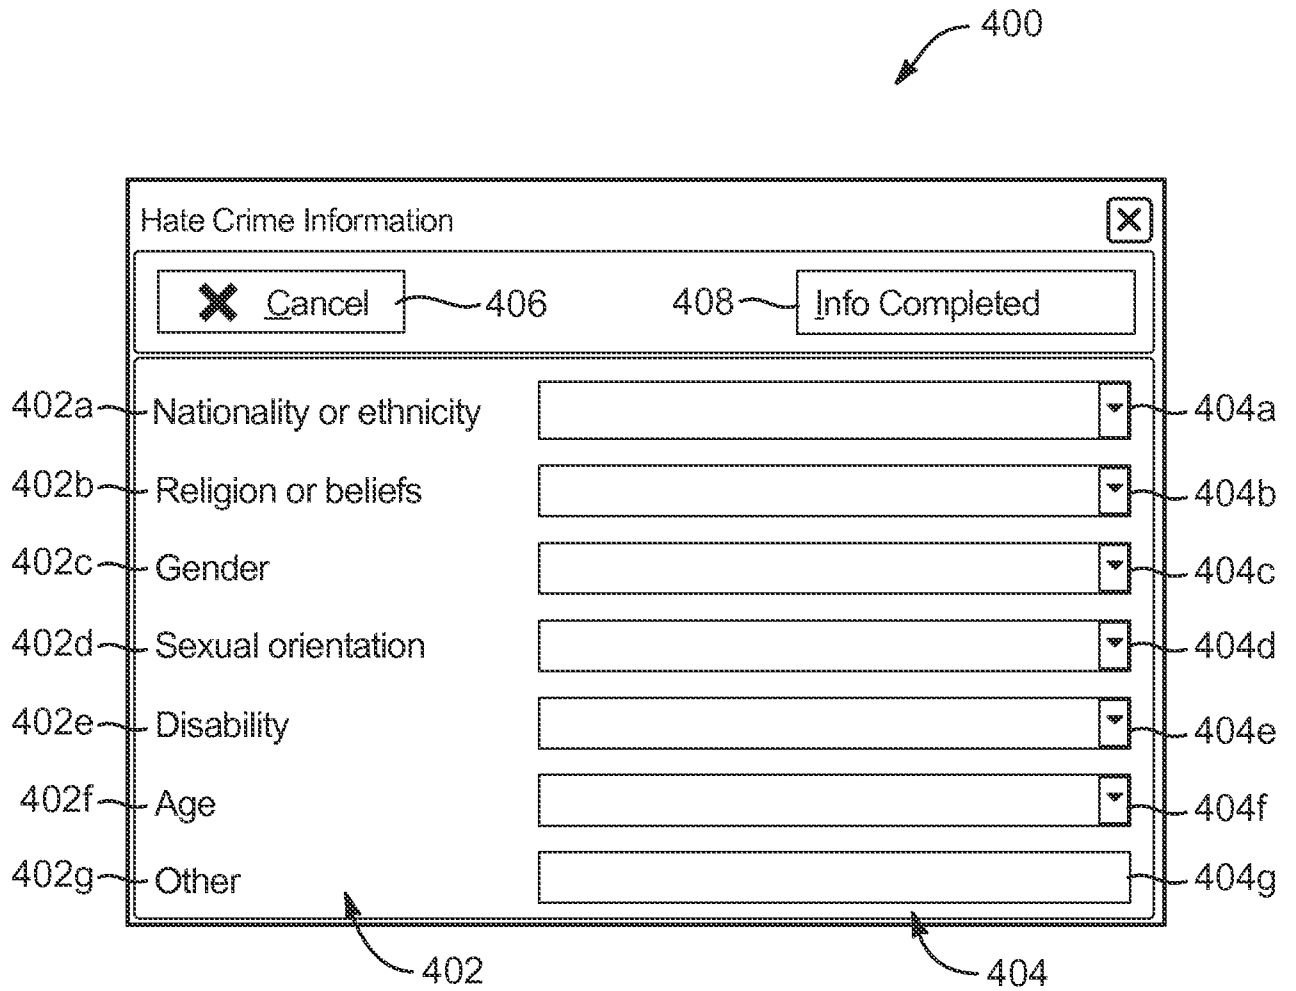 400
Hate Crime Information
Cancel 406 408 Info Completed
402a Nationality or ethnicity 404a
402b Religion or beliefs 404b
402c Gender 404c
402d Sexual orientation 404d
402e Disability 404e
402f Age 404f
402g Other 404g
402 404